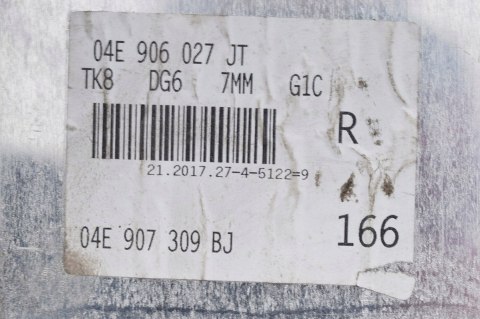 04E 906 027 JT
TK8 DG6 7MM G1C
R
21.2017.27-4-5122=9
04E 907 309 BJ 166